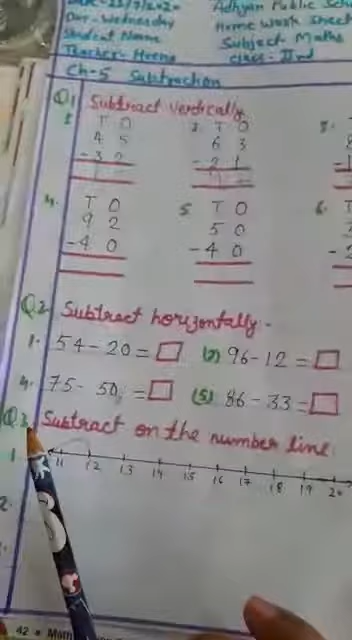 Adhyan Public
Day- Wednesday Home Work Sheet
Student Name Subject- Maths
Teacher- Heena Class- IInd
Ch-5 Subtraction
Q1 Subtract vertically
T O T O
4 5 6 3
- 3 2 - 2 1
4. T O 5. T O 6. T
9 2 5 0
- 4 0 - 4 0
Q2 Subtract horizontally:-
1. 54-20= (2) 96-12=
4. 75-50= (5) 86-33=
Q3 Subtract on the number line.
1.
11 12 13 14 15 16 17 18 19 20
2.
42 Math